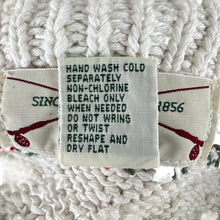 HAND WASH COLD
SEPARATELY
NON-CHLORINE
BLEACH ONLY
WHEN NEEDED
DO NOT WRING
OR TWIST
RESHAPE AND
DRY FLAT
1856